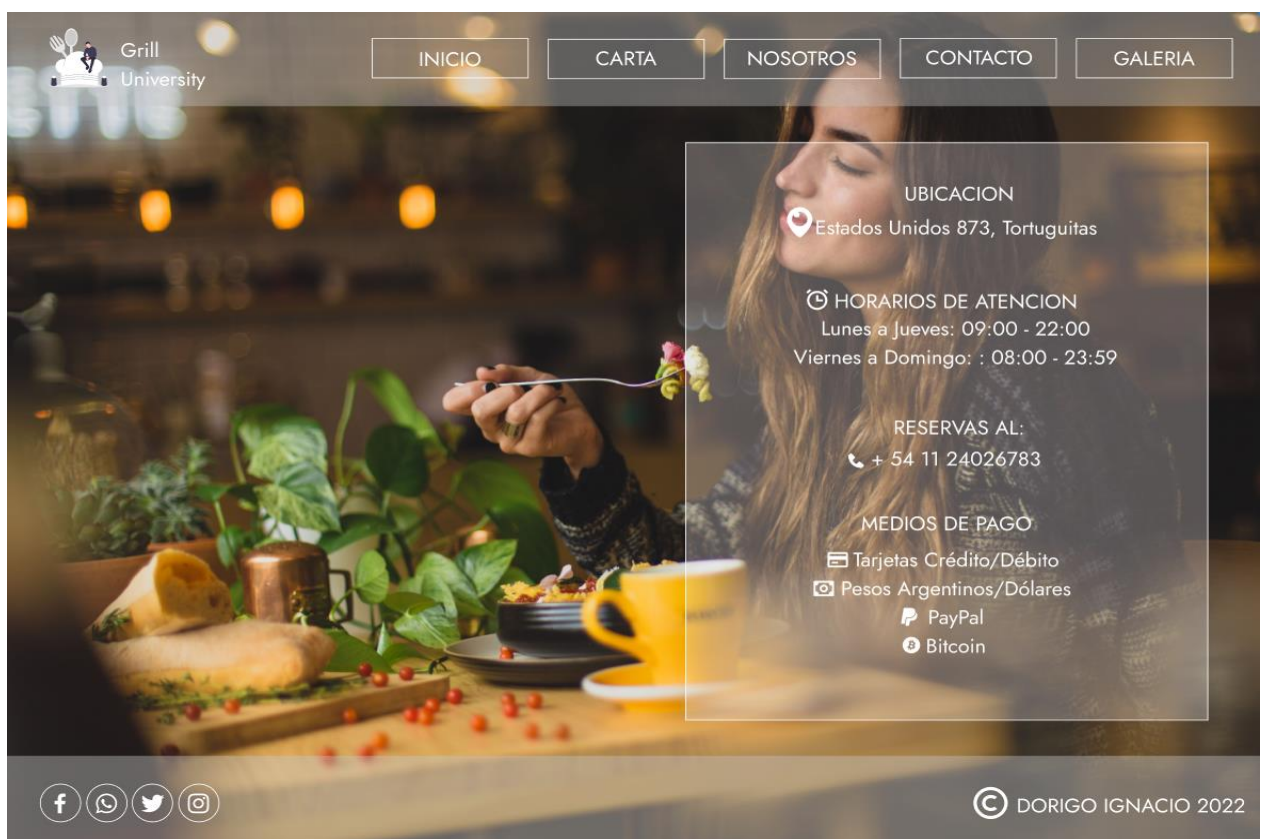 Grill
University
INICIO
CARTA
NOSOTROS
CONTACTO
GALERIA
UBICACION
Estados Unidos 873, Tortuguitas
HORARIOS DE ATENCION
Lunes a Jueves: 09:00 - 22:00
Viernes a Domingo: : 08:00 - 23:59
RESERVAS AL:
+ 54 11 24026783
MEDIOS DE PAGO
Tarjetas Crédito/Débito
Pesos Argentinos/Dólares
PayPal
Bitcoin
© DORIGO IGNACIO 2022